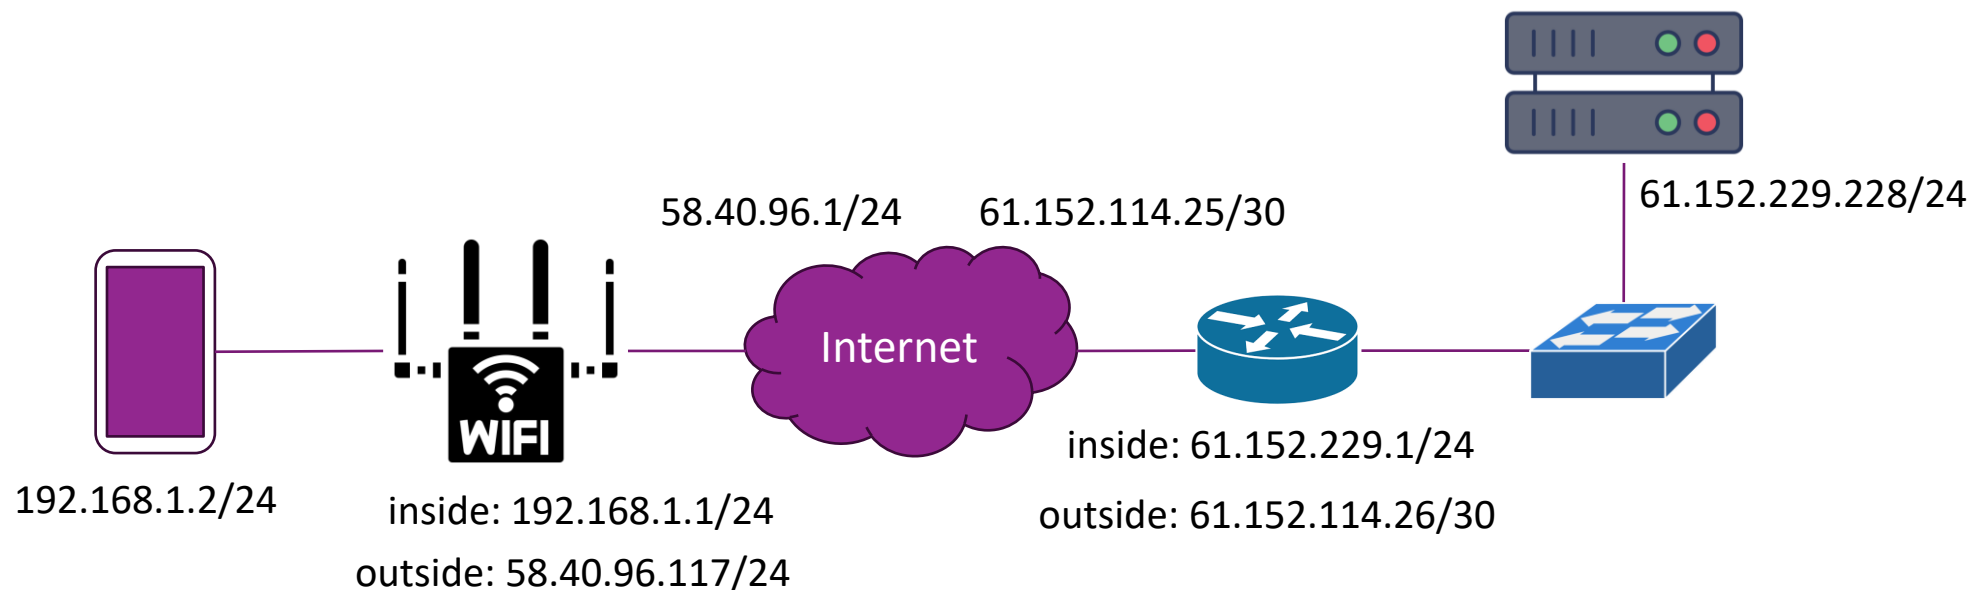 61.152.229.228/24
58.40.96.1/24
61.152.114.25/30
Internet
WIFI
192.168.1.2/24
inside: 192.168.1.1/24
outside: 58.40.96.117/24
inside: 61.152.229.1/24
outside: 61.152.114.26/30